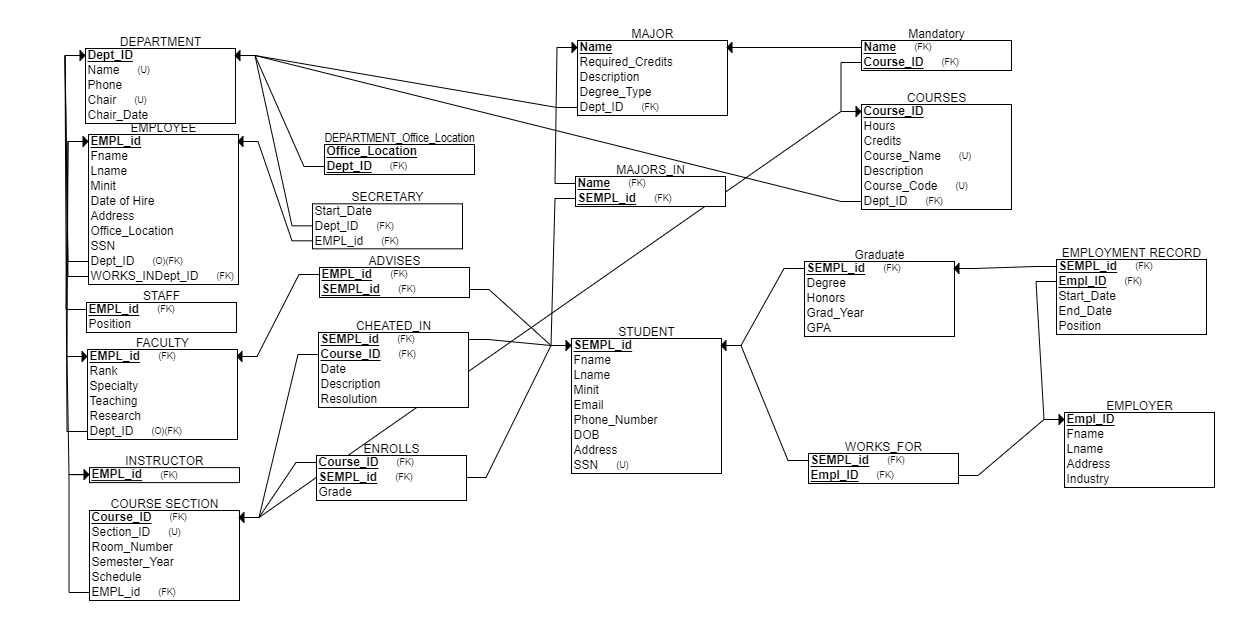 DEPARTMENT
Dept_ID
Name (U)
Phone
Chair (U)
Chair_Date
EMPLOYEE
EMPL_id
Fname
Lname
Minit
Date of Hire
Address
Office_Location
SSN
Dept_ID (O)(FK)
WORKS_INDept_ID (FK)
STAFF
EMPL_id (FK)
Position
FACULTY
EMPL_id (FK)
Rank
Specialty
Teaching
Research
Dept_ID (O)(FK)
INSTRUCTOR
EMPL_id (FK)
COURSE SECTION
Course_ID (FK)
Section_ID (U)
Room_Number
Semester_Year
Schedule
EMPL_id (FK)
DEPARTMENT_Office_Location
Office_Location
Dept_ID (FK)
SECRETARY
Start_Date
Dept_ID (FK)
EMPL_id (FK)
ADVISES
EMPL_id (FK)
SEMPL_id (FK)
CHEATED_IN
SEMPL_id (FK)
Course_ID (FK)
Date
Description
Resolution
ENROLLS
Course_ID (FK)
SEMPL_id (FK)
Grade
MAJOR
Name
Required_Credits
Description
Degree_Type
Dept_ID (FK)
MAJORS_IN
Name (FK)
SEMPL_id (FK)
STUDENT
SEMPL_id
Fname
Lname
Minit
Email
Phone_Number
DOB
Address
SSN (U)
Mandatory
Name (FK)
Course_ID (FK)
COURSES
Course_ID
Hours
Credits
Course_Name (U)
Description
Course_Code (U)
Dept_ID (FK)
Graduate
SEMPL_id (FK)
Degree
Honors
Grad_Year
GPA
WORKS_FOR
SEMPL_id (FK)
Empl_ID (FK)
EMPLOYMENT RECORD
SEMPL_id (FK)
Empl_ID (FK)
Start_Date
End_Date
Position
EMPLOYER
Empl_ID
Fname
Lname
Address
Industry